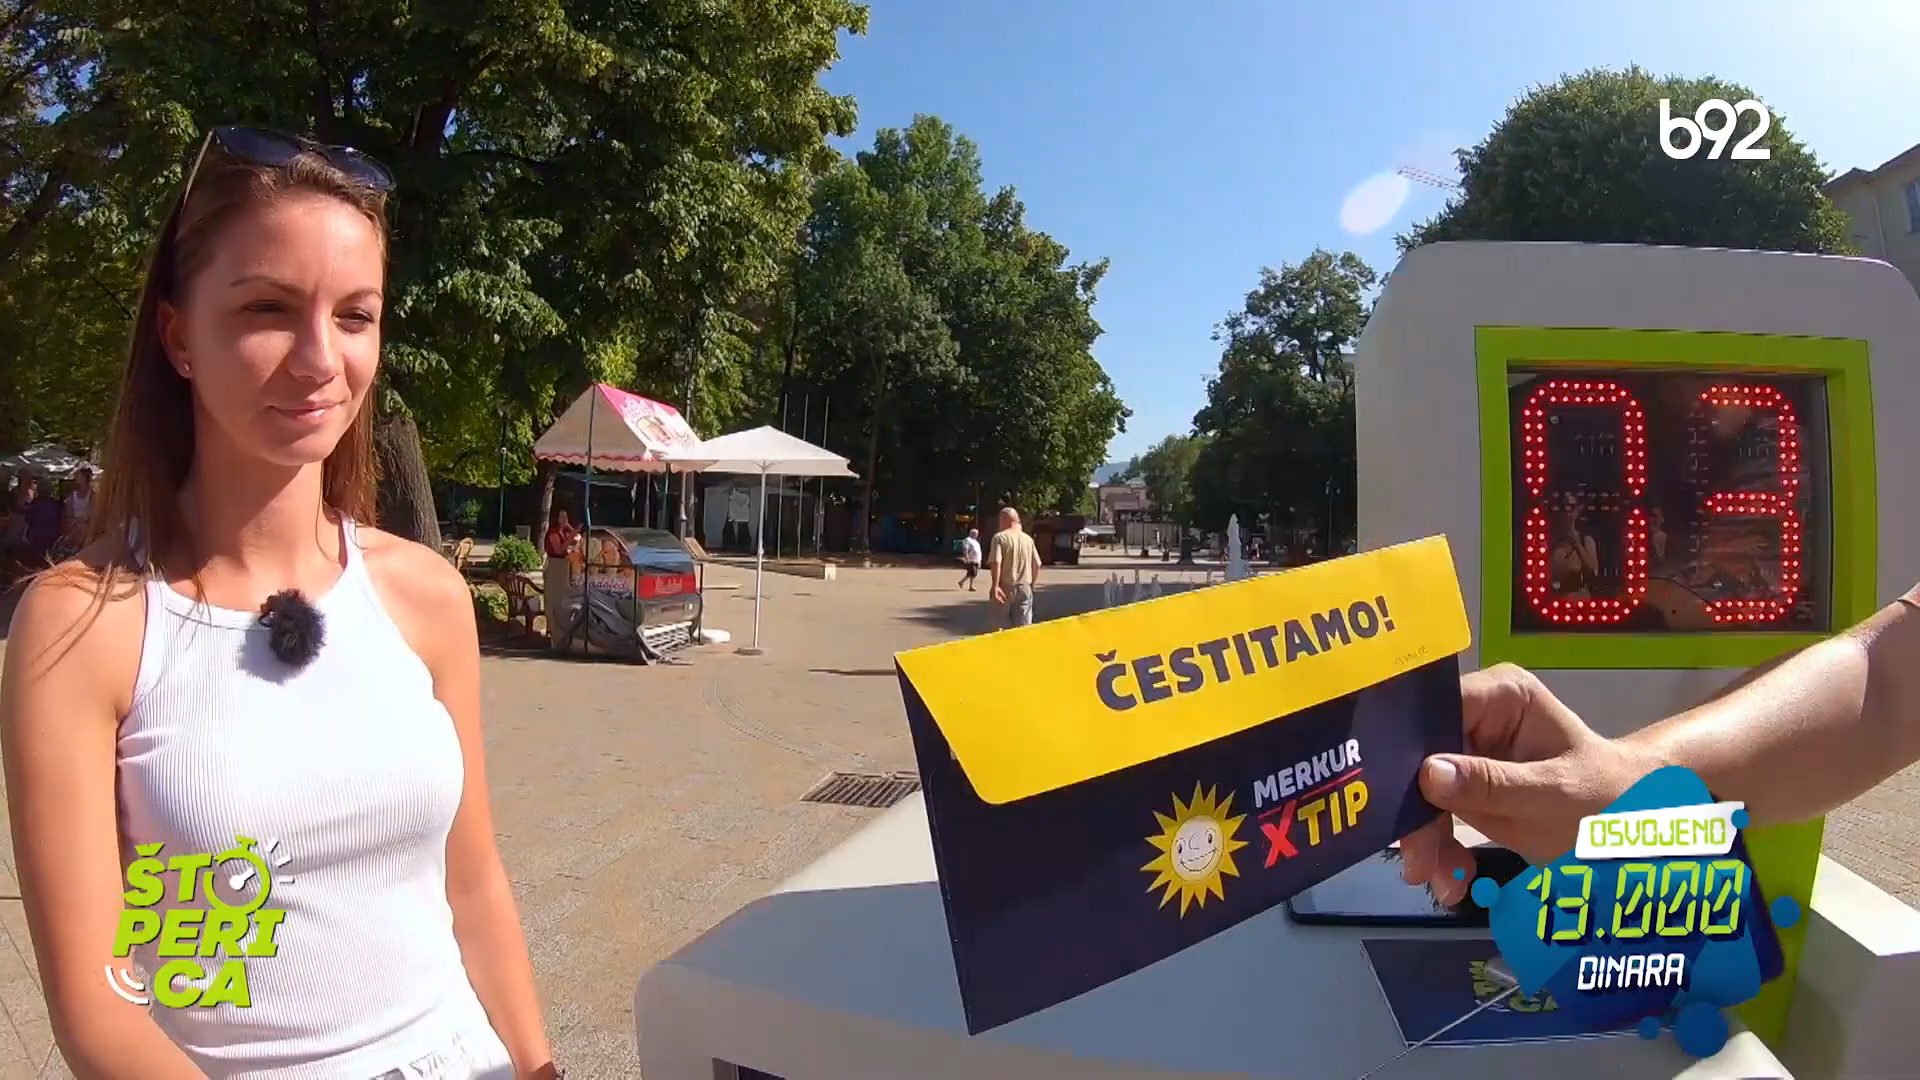 b92
03
ČESTITAMO!
MERKUR
XTIP
OSVOJENO
13.000
DINARA
ŠTO
PERI
CA